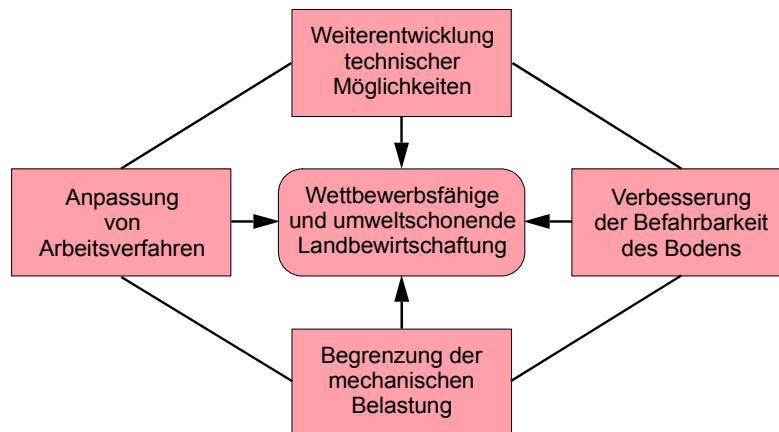 Weiterentwicklung
technischer
Möglichkeiten
Anpassung
von
Arbeitsverfahren
Wettbewerbsfähige
und umweltschonende
Landbewirtschaftung
Verbesserung
der Befahrbarkeit
des Bodens
Begrenzung der
mechanischen
Belastung